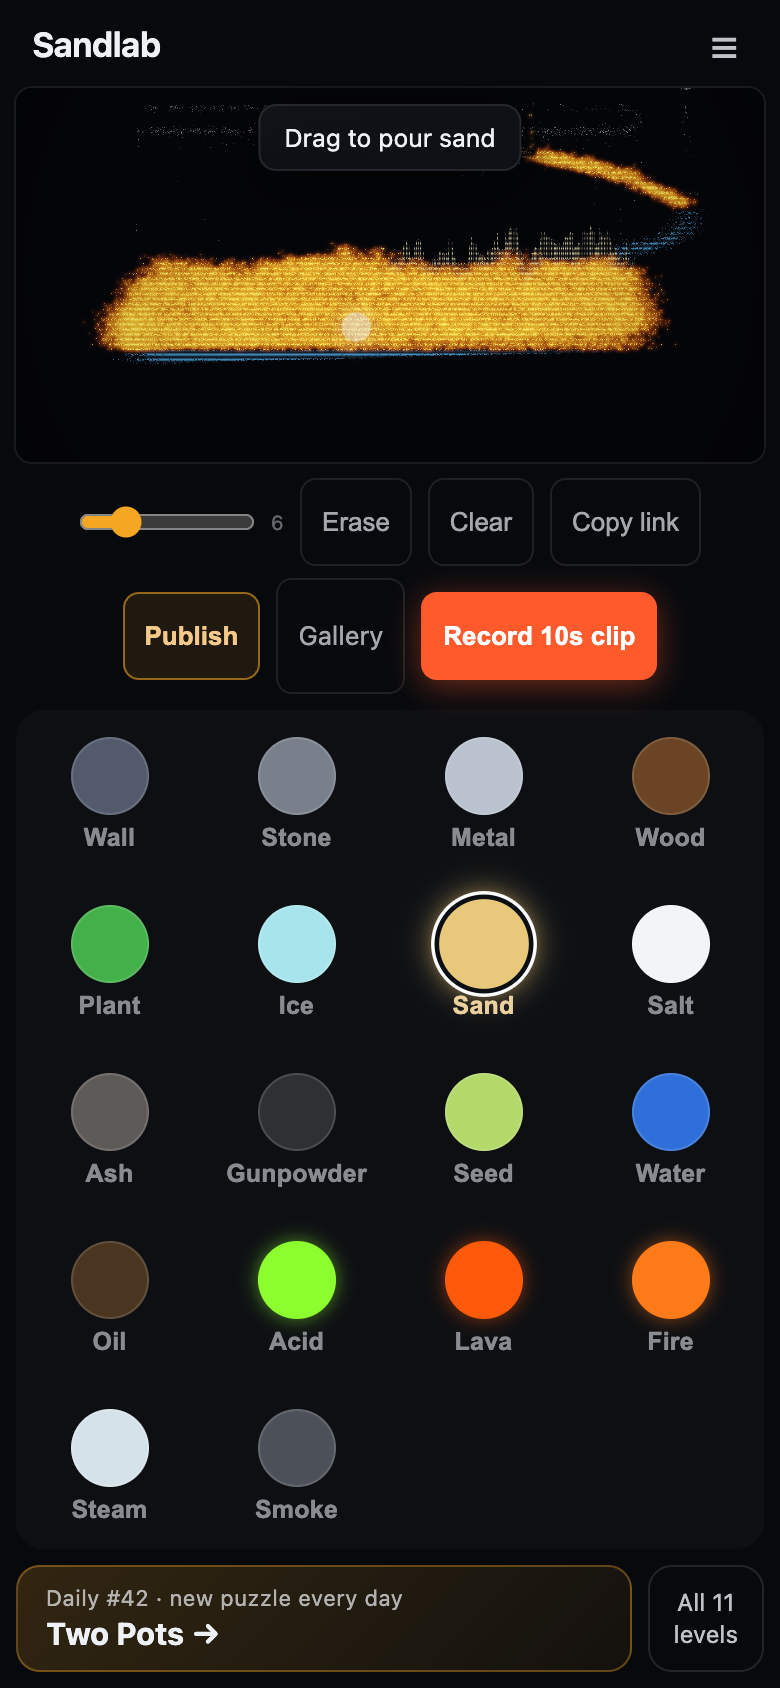 Sandlab
Drag to pour sand
6
Erase
Clear
Copy link
Publish
Gallery
Record 10s clip
Wall
Stone
Metal
Wood
Plant
Ice
Sand
Salt
Ash
Gunpowder
Seed
Water
Oil
Acid
Lava
Fire
Steam
Smoke
Daily #42 · new puzzle every day
Two Pots →
All 11
levels